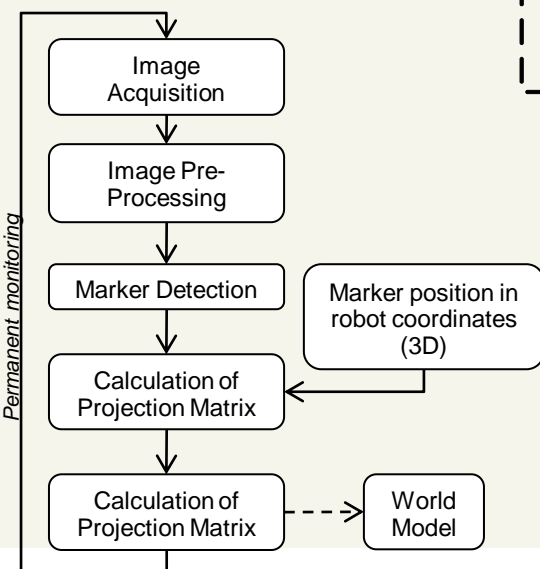 Image
Acquisition
Image Pre-
Processing
Permanent monitoring
Marker Detection
Marker position in
robot coordinates
(3D)
Calculation of
Projection Matrix
Calculation of
Projection Matrix
World
Model